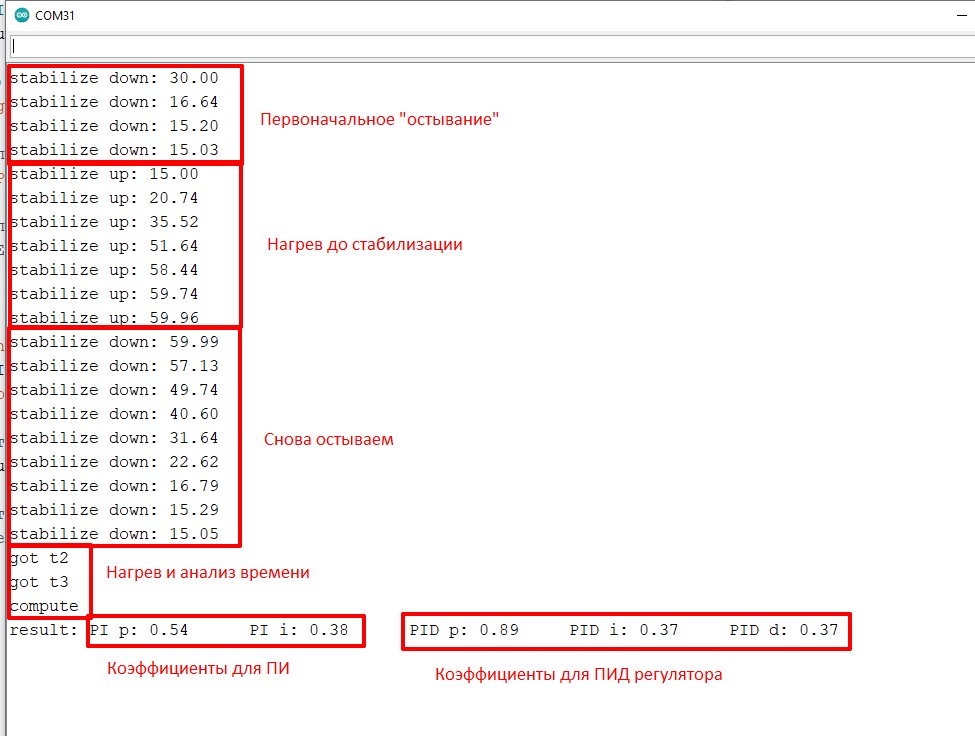 COM31
stabilize down: 30.00
stabilize down: 16.64
Первоначальное "остывание"
stabilize down: 15.20
stabilize down: 15.03
stabilize up: 15.00
stabilize up: 20.74
stabilize up: 35.52
Нагрев до стабилизации
stabilize up: 51.64
stabilize up: 58.44
stabilize up: 59.74
stabilize up: 59.96
stabilize down: 59.99
stabilize down: 57.13
stabilize down: 49.74
stabilize down: 40.60
stabilize down: 31.64
Снова остываем
stabilize down: 22.62
stabilize down: 16.79
stabilize down: 15.29
stabilize down: 15.05
got t2
Нагрев и анализ времени
got t3
compute
result: PI p: 0.54 PI i: 0.38 PID p: 0.89 PID i: 0.37 PID d: 0.37
Коэффициенты для ПИ
Коэффициенты для ПИД регулятора